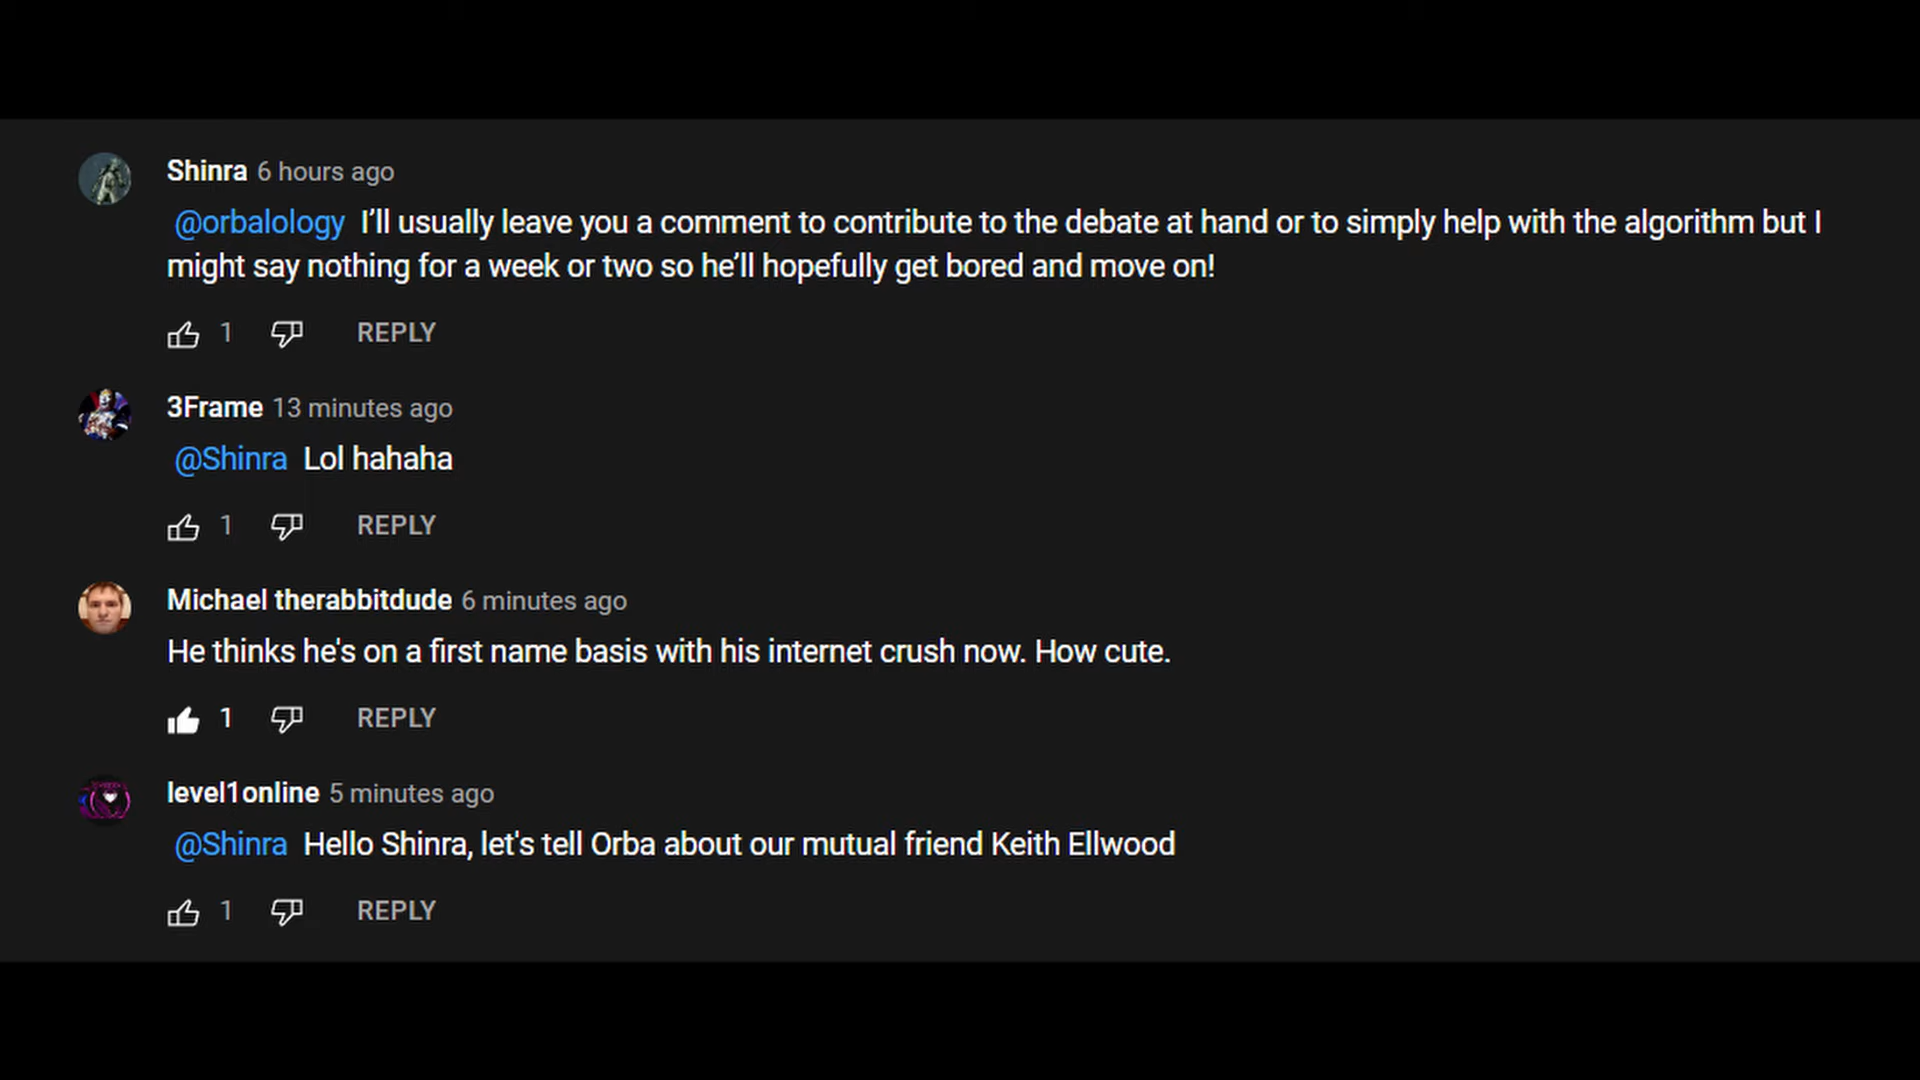 Shinra 6 hours ago
@orbalology I’ll usually leave you a comment to contribute to the debate at hand or to simply help with the algorithm but I
might say nothing for a week or two so he’ll hopefully get bored and move on!
1 REPLY
3Frame 13 minutes ago
@Shinra Lol hahaha
1 REPLY
Michael therabbitdude 6 minutes ago
He thinks he's on a first name basis with his internet crush now. How cute.
1 REPLY
level1online 5 minutes ago
@Shinra Hello Shinra, let's tell Orba about our mutual friend Keith Ellwood
1 REPLY